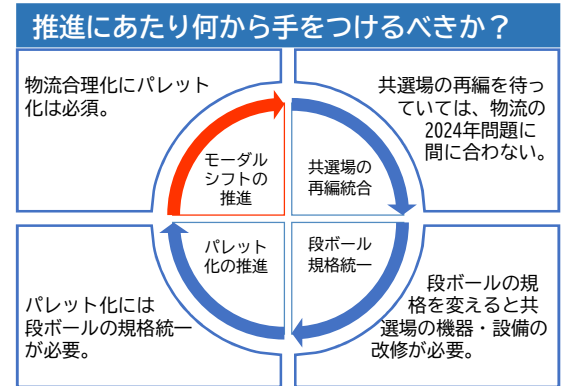 推進にあたり何から手をつけるべきか？
物流合理化にパレット
化は必須。
共選場の再編を待っ
ていては、物流の
2024年問題に
間に合わない。
モーダル
シフトの
推進
共選場の
再編統合
パレット
化の推進
段ボール
規格統一
パレット化には
段ボールの規格統一
が必要。
段ボールの規
格を変えると共
選場の機器・設備の
改修が必要。